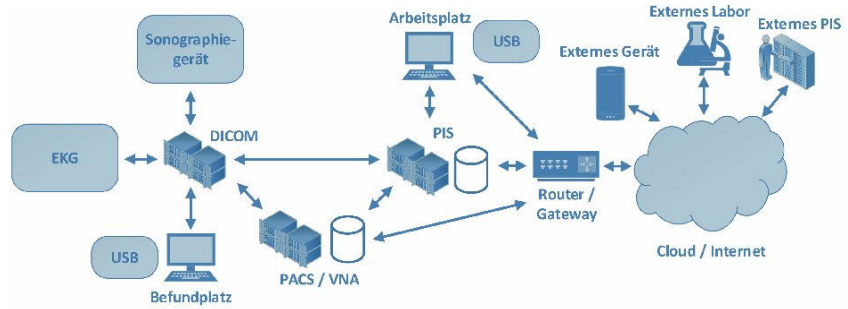 Sonographie-
gerät
EKG
DICOM
USB
Befundplatz
PACS / VNA
Arbeitsplatz
USB
PIS
Router /
Gateway
Externes Gerät
Externes Labor
Externes PIS
Cloud / Internet